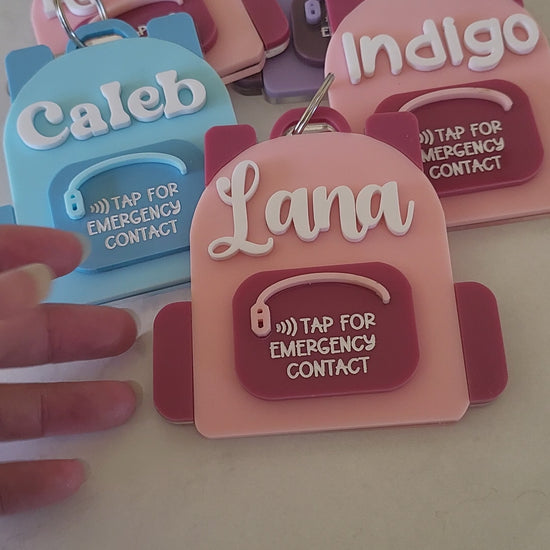 Caleb
TAP FOR
EMERGENCY
CONTACT
Indigo
TAP FOR
EMERGENCY
CONTACT
Lana
TAP FOR
EMERGENCY
CONTACT